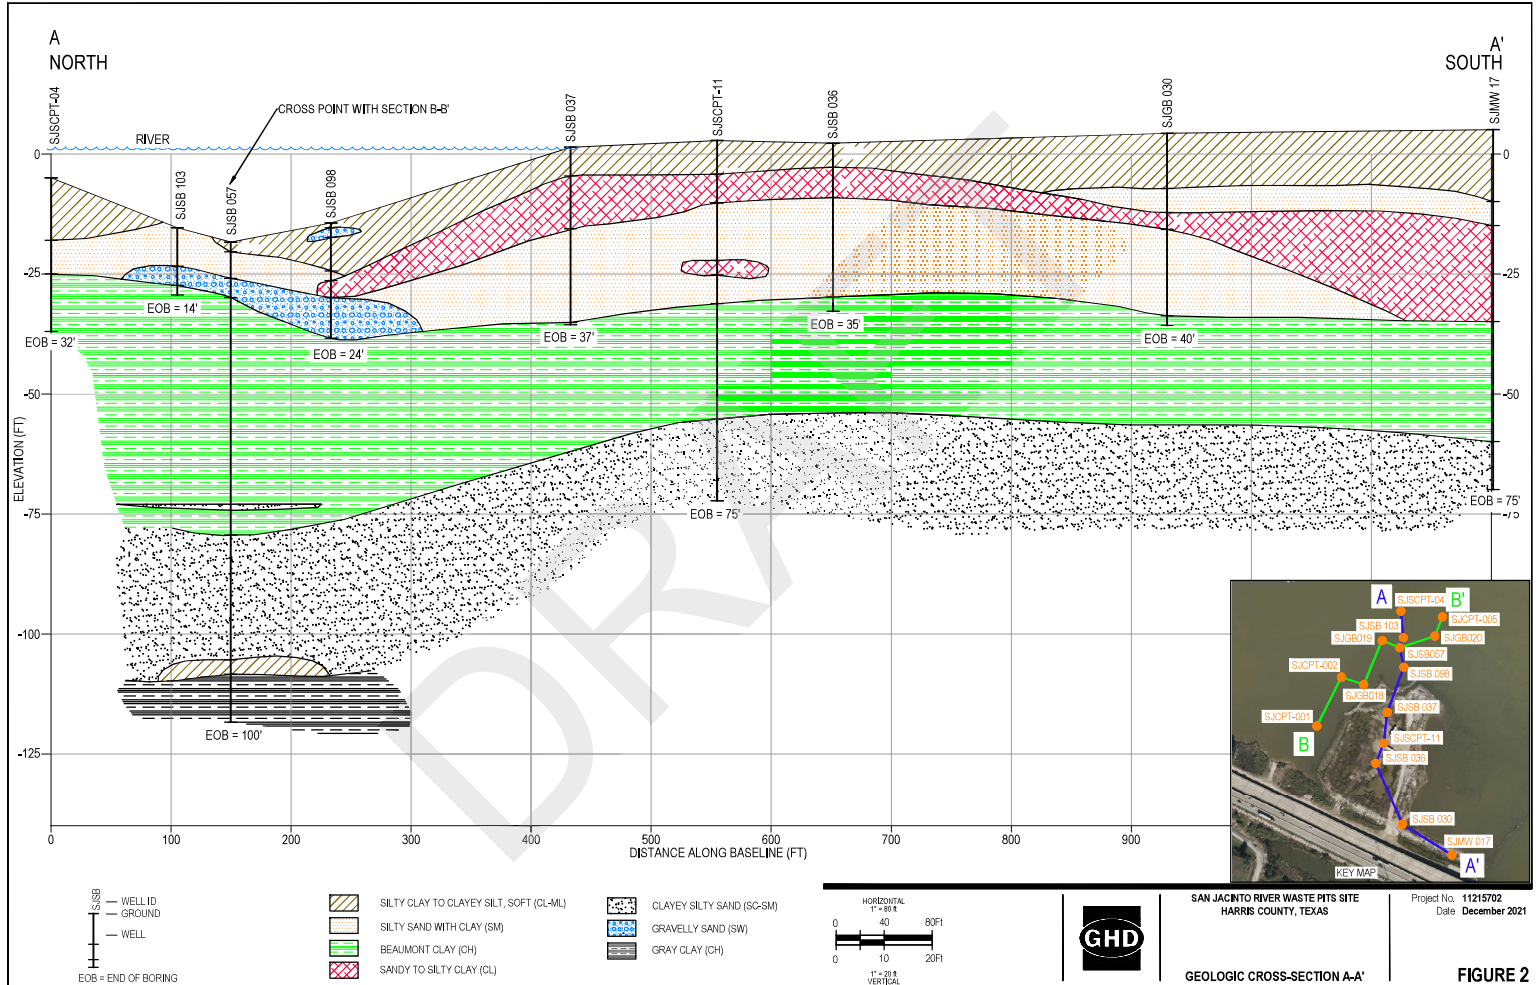 A
NORTH
A'
SOUTH
SJSCPT-04
CROSS POINT WITH SECTION B-B'
RIVER
SJSB 103
SJSB 057
SJSB 098
SJSB 037
SJSCPT-11
SJSB 036
SJGB 030
SJMW 17
0
-25
-50
-75
-100
-125
ELEVATION (FT)
0
-25
-50
-75
EOB = 32'
EOB = 14'
EOB = 24'
EOB = 37'
EOB = 35'
EOB = 40'
EOB = 75'
EOB = 75'
EOB = 100'
DRAFT
0
100
200
300
400
500
600
700
800
900
DISTANCE ALONG BASELINE (FT)
A
SJSCPT-04
B'
SJCPT-005
SJSB 103
SJGB019
SJGB020
SJSB057
SJCPT-002
SJSB 098
SJGB018
SJSB 037
SJCPT-001
B
SJSCPT-11
SJSB 036
SJSB 030
SJMW 017
A'
KEY MAP
SJSB
WELL ID
GROUND
WELL
EOB = END OF BORING
SILTY CLAY TO CLAYEY SILT, SOFT (CL-ML)
SILTY SAND WITH CLAY (SM)
BEAUMONT CLAY (CH)
SANDY TO SILTY CLAY (CL)
CLAYEY SILTY SAND (SC-SM)
GRAVELLY SAND (SW)
GRAY CLAY (CH)
HORIZONTAL
1" = 80 ft
0 40 80Ft
0 10 20Ft
1" = 20 ft
VERTICAL
GHD
SAN JACINTO RIVER WASTE PITS SITE
HARRIS COUNTY, TEXAS
GEOLOGIC CROSS-SECTION A-A'
Project No. 11215702
Date December 2021
FIGURE 2